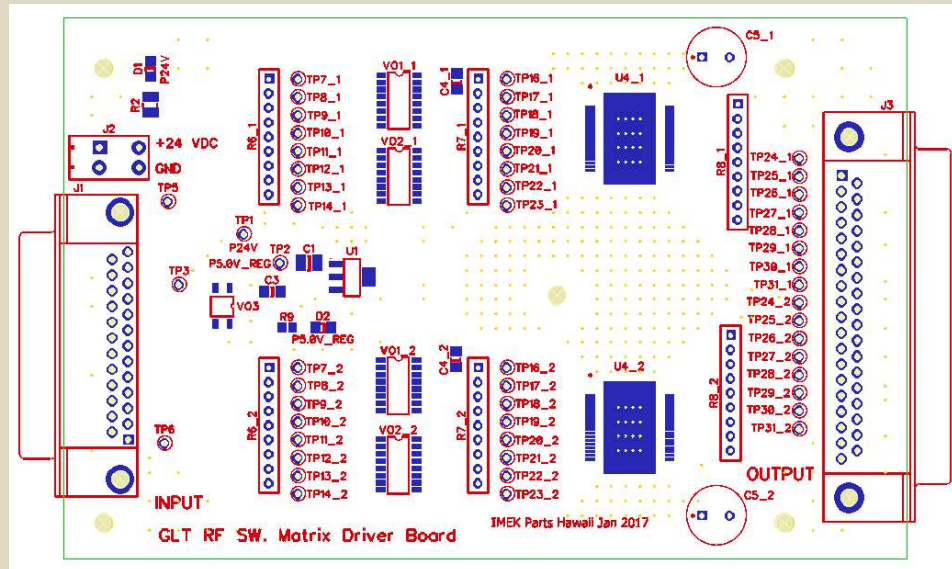 C5_1
D1
P24V
R2
J2
+24 VDC
GND
J1
TP5
TP7_1
TP8_1
TP9_1
TP10_1
TP11_1
TP12_1
TP13_1
TP14_1
R6_1
VO1_1
VO2_1
C4_1
R7_1
TP16_1
TP17_1
TP18_1
TP19_1
TP20_1
TP21_1
TP22_1
TP23_1
U4_1
R8_1
J3
TP24_1
TP25_1
TP26_1
TP27_1
TP28_1
TP29_1
TP30_1
TP31_1
TP24_2
TP25_2
TP26_2
TP27_2
TP28_2
TP29_2
TP30_2
TP31_2
TP1
P24V
TP2
P5.0V_REG
C1
U1
TP3
C3
VO3
R9
D2
P5.0V_REG
TP6
R6_2
TP7_2
TP8_2
TP9_2
TP10_2
TP11_2
TP12_2
TP13_2
TP14_2
VO1_2
VO2_2
C4_2
R7_2
TP16_2
TP17_2
TP18_2
TP19_2
TP20_2
TP21_2
TP22_2
TP23_2
U4_2
R8_2
OUTPUT
C5_2
INPUT
GLT RF SW. Matrix Driver Board
IMEK Parts Hawaii Jan 2017